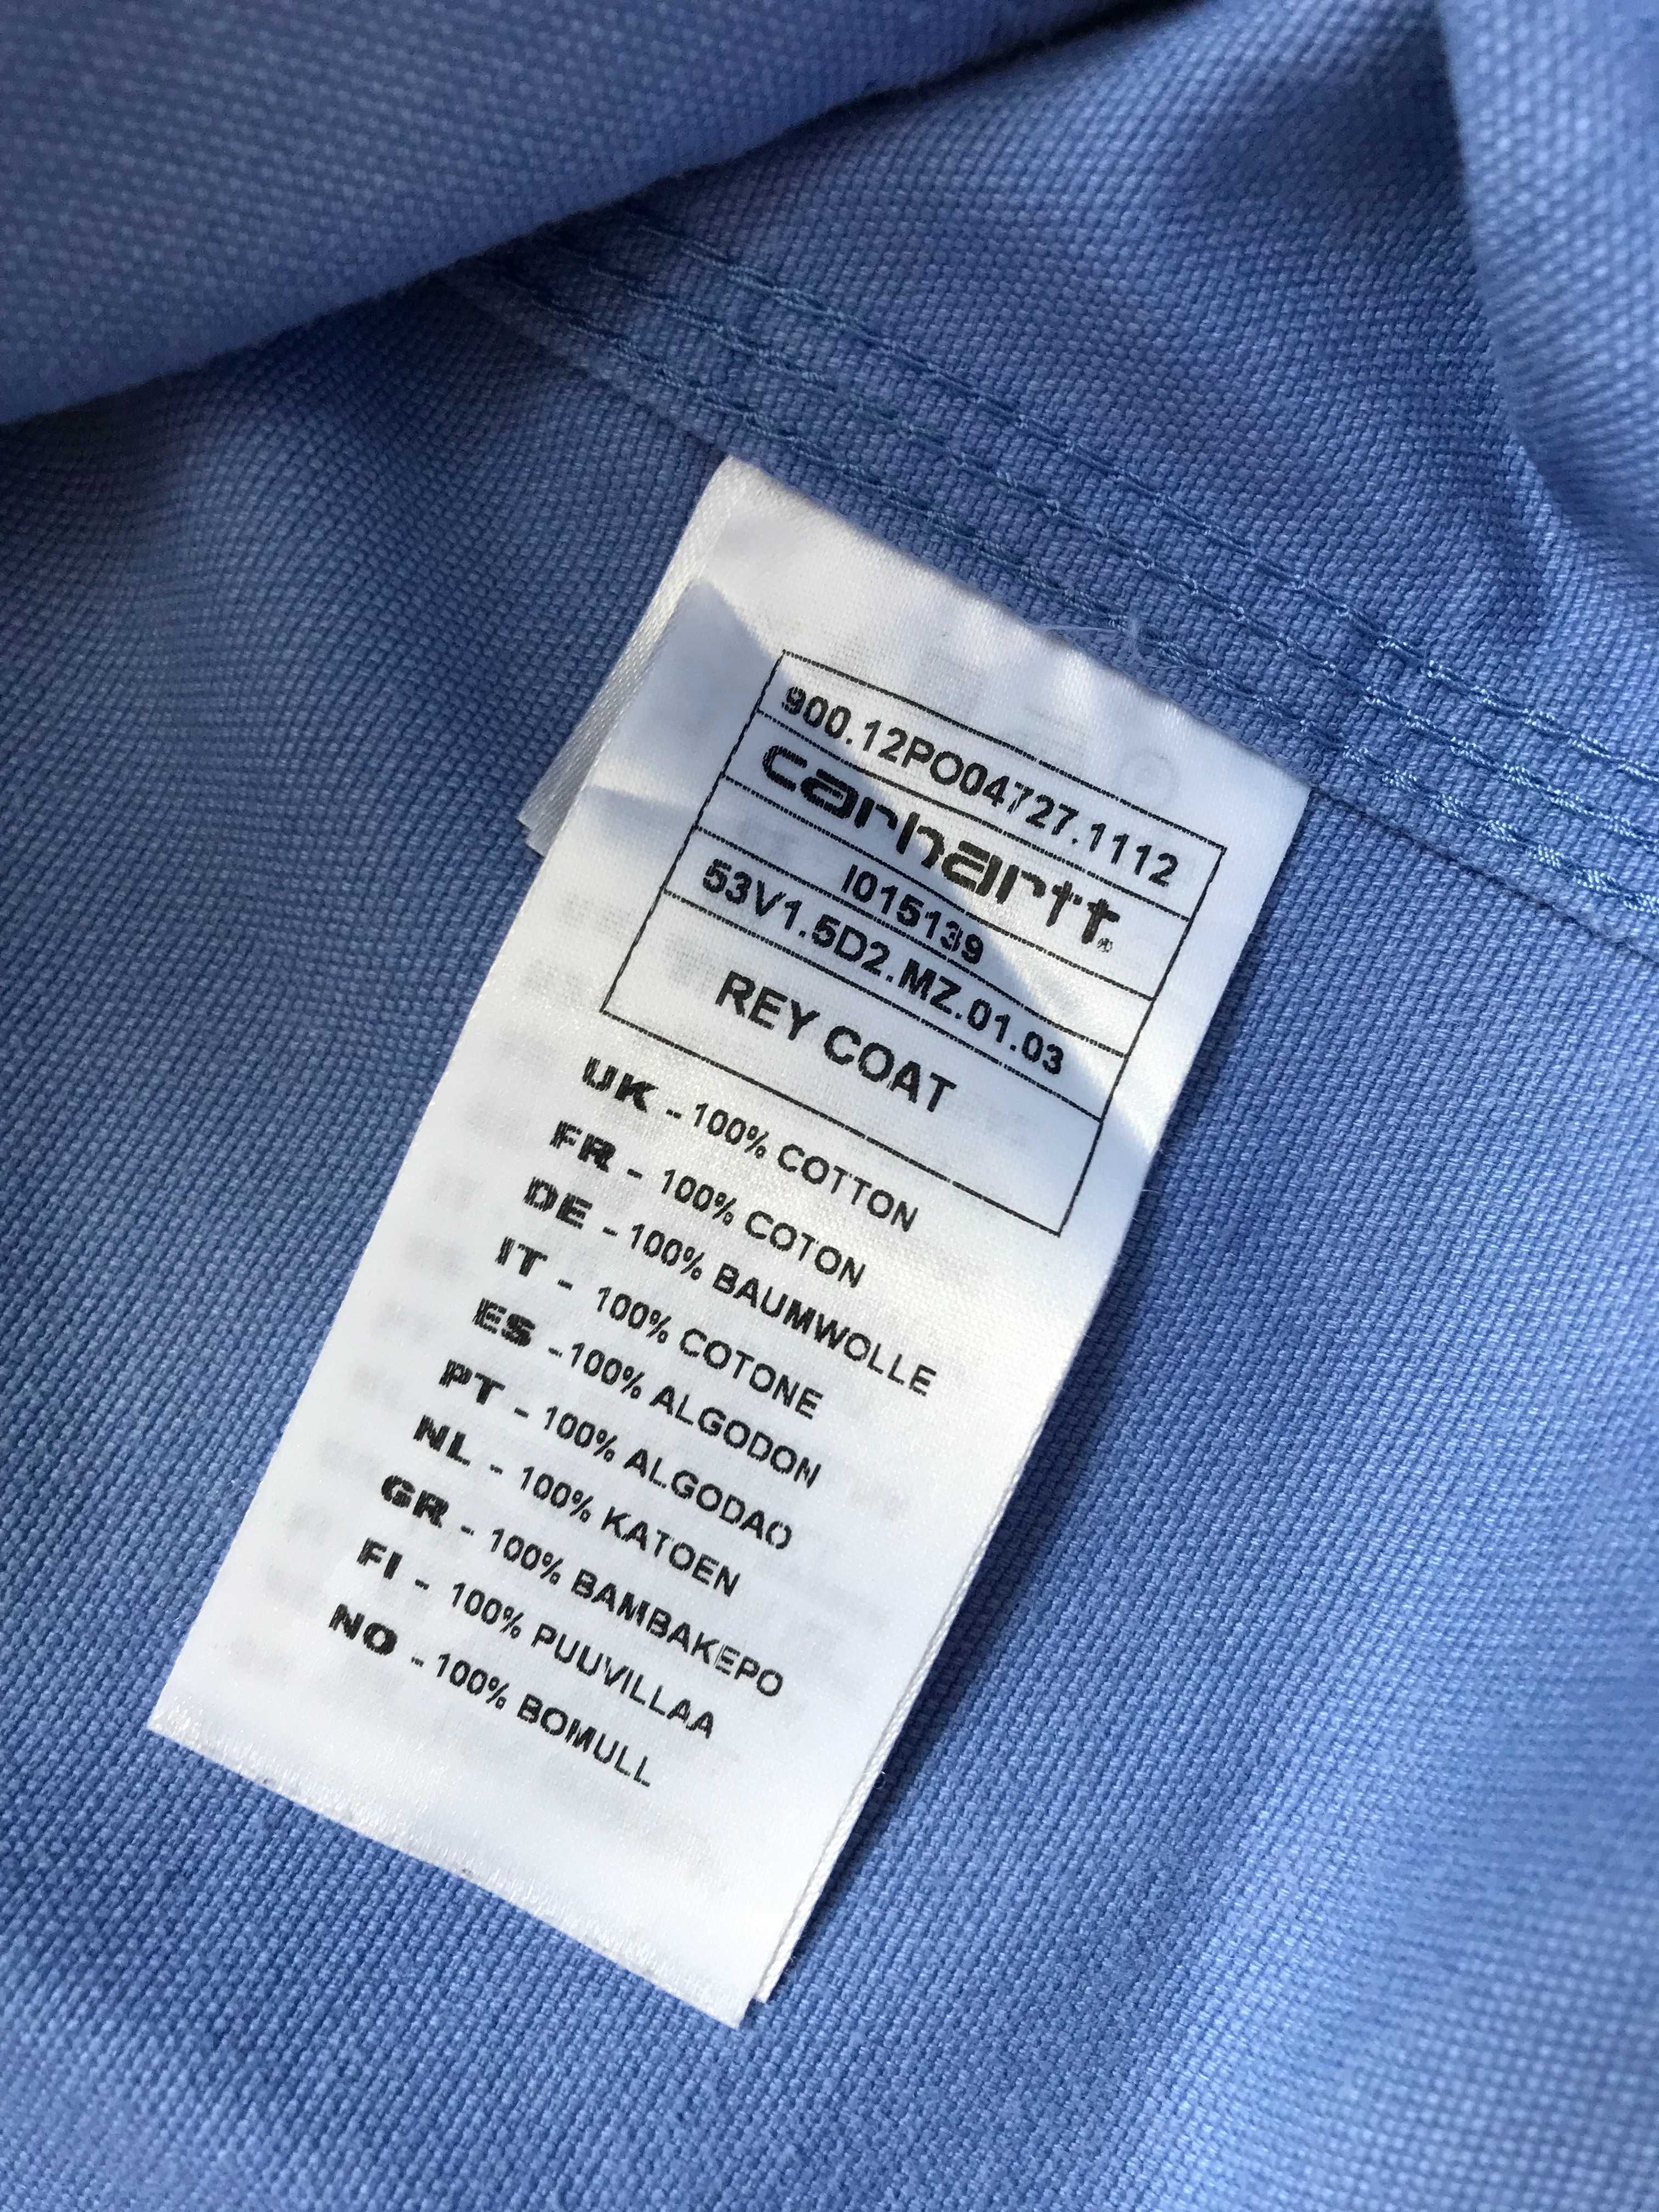 900.12PO04727.1112
carhartt®
I015139
53V1.5D2.MZ.01.03
REY COAT
UK - 100% COTTON
FR - 100% COTON
DE - 100% BAUMWOLLE
IT - 100% COTONE
ES - 100% ALGODON
PT - 100% ALGODAO
NL - 100% KATOEN
GR - 100% BAMBAKEPO
FI - 100% PUUVILLAA
NO - 100% BOMULL